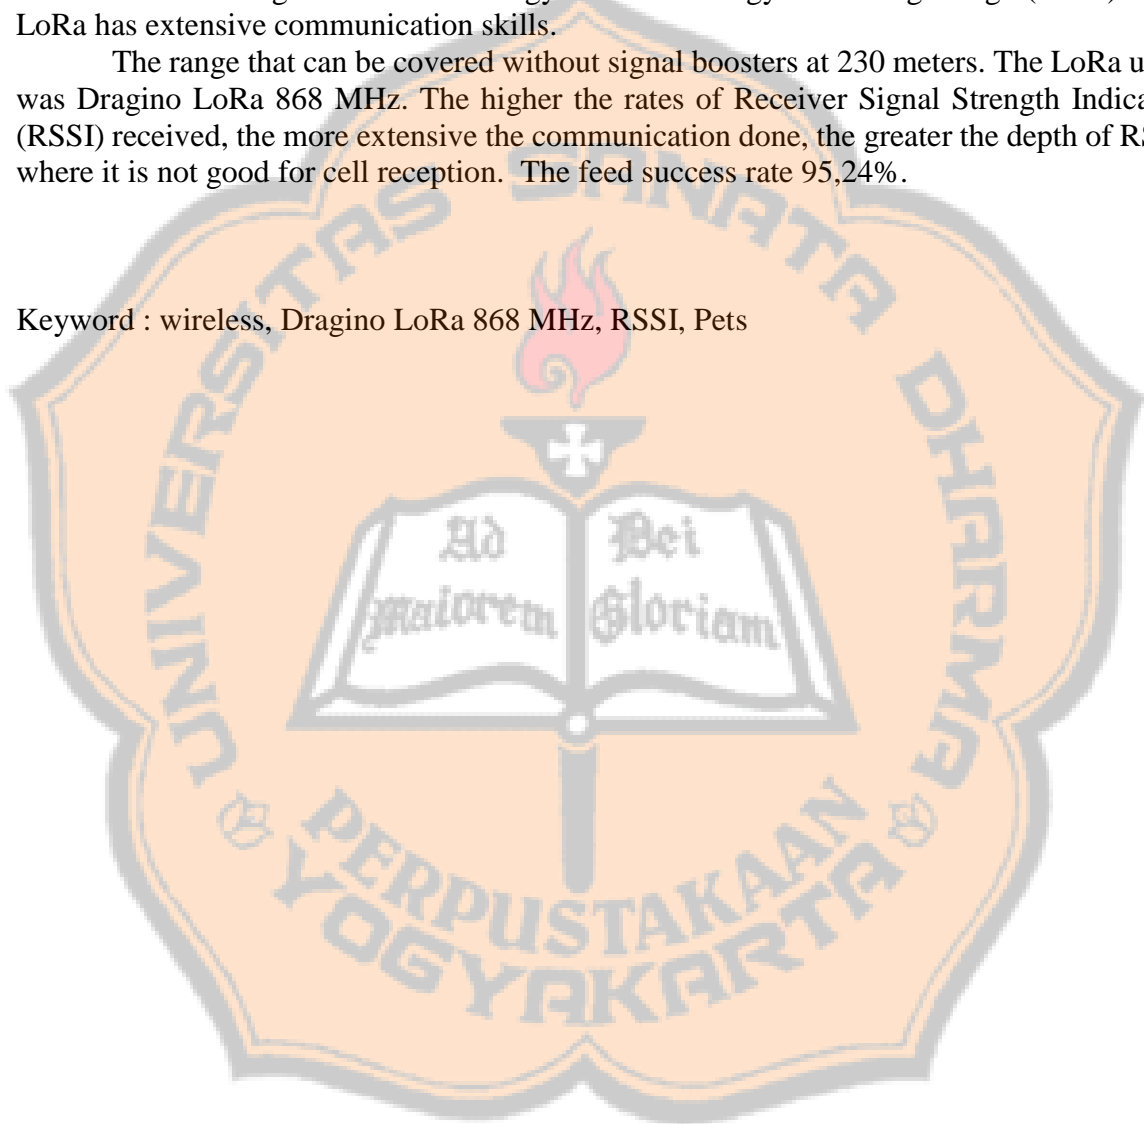 LoRa has extensive communication skills.
The range that can be covered without signal boosters at 230 meters. The LoRa u
was Dragino LoRa 868 MHz. The higher the rates of Receiver Signal Strength Indica
(RSSI) received, the more extensive the communication done, the greater the depth of RS
where it is not good for cell reception. The feed success rate 95,24%.
Keyword : wireless, Dragino LoRa 868 MHz, RSSI, Pets
UNIVERSITAS SANATA DHARMA
Ad Dei
Maiorem Gloriam
PERPUSTAKAAN
YOGYAKARTA